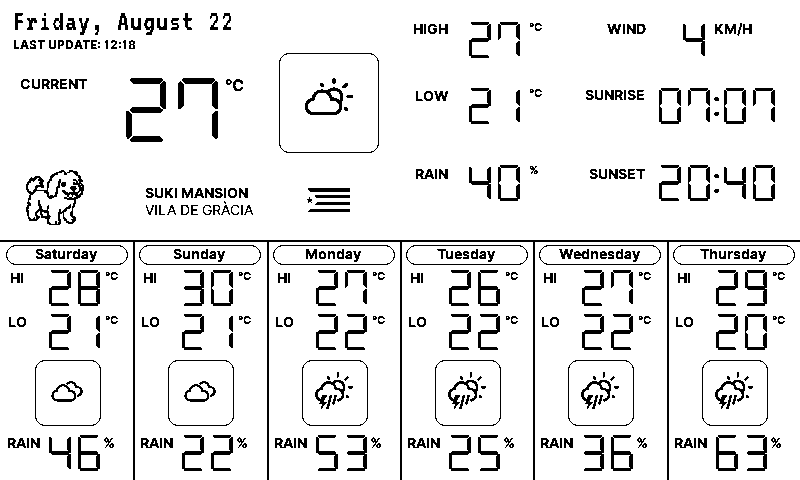 Friday, August 22
LAST UPDATE: 12:18
CURRENT 27 °C
HIGH 27 °C
LOW 21 °C
RAIN 40 %
WIND 4 KM/H
SUNRISE 07:07
SUNSET 20:40
SUKI MANSION
VILA DE GRÀCIA
Saturday
HI 28 °C
LO 21 °C
RAIN 46 %
Sunday
HI 30 °C
LO 21 °C
RAIN 22 %
Monday
HI 27 °C
LO 22 °C
RAIN 53 %
Tuesday
HI 26 °C
LO 22 °C
RAIN 25 %
Wednesday
HI 27 °C
LO 22 °C
RAIN 36 %
Thursday
HI 29 °C
LO 20 °C
RAIN 63 %